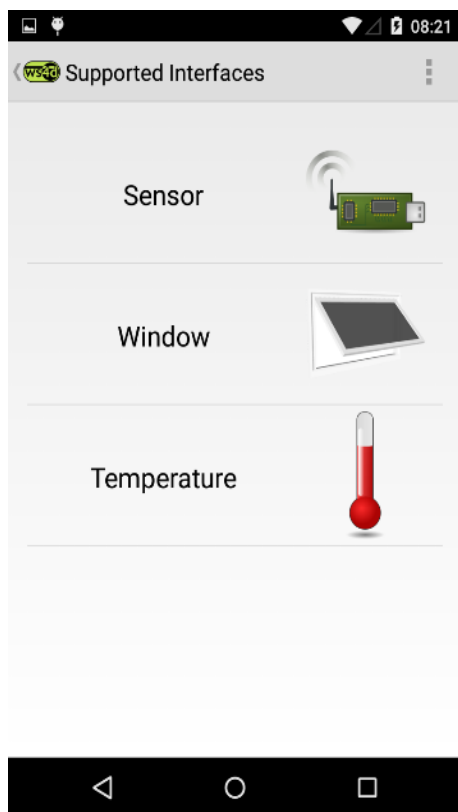 08:21
WS4D Supported Interfaces
Sensor
Window
Temperature